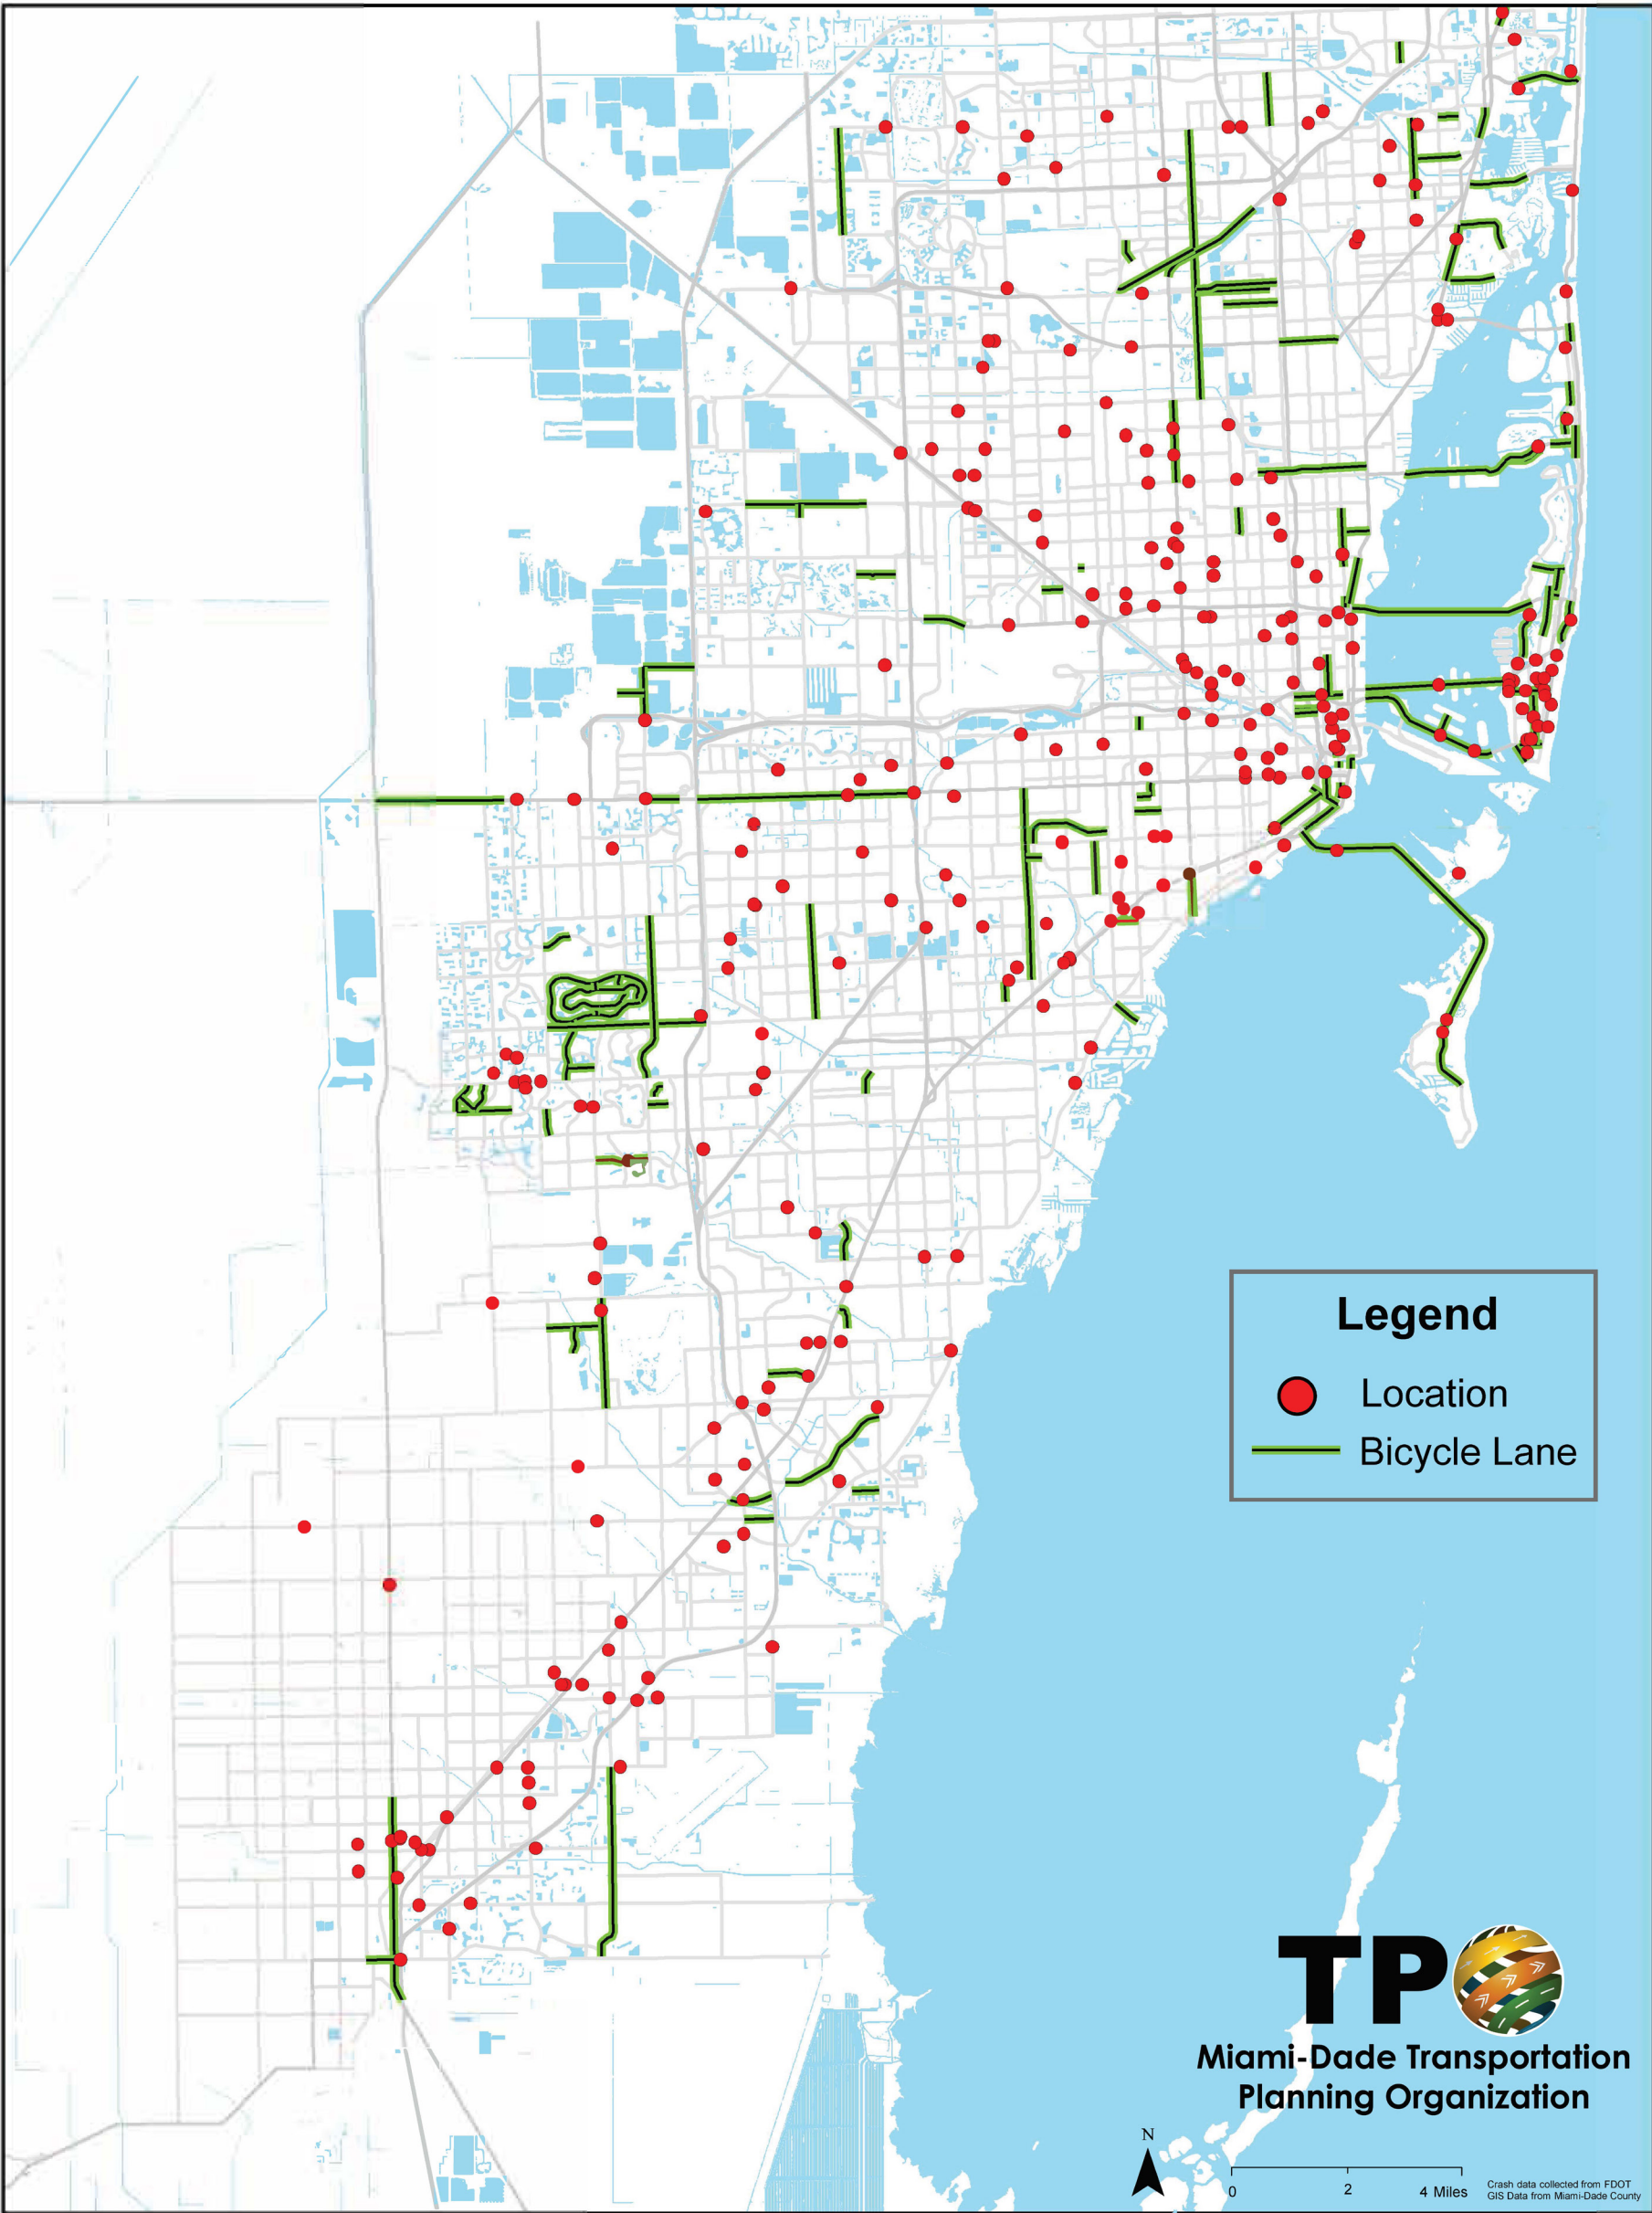 Legend
Location
Bicycle Lane
TPO
Miami-Dade Transportation
Planning Organization
N
0 2 4 Miles
Crash data collected from FDOT
GIS Data from Miami-Dade County